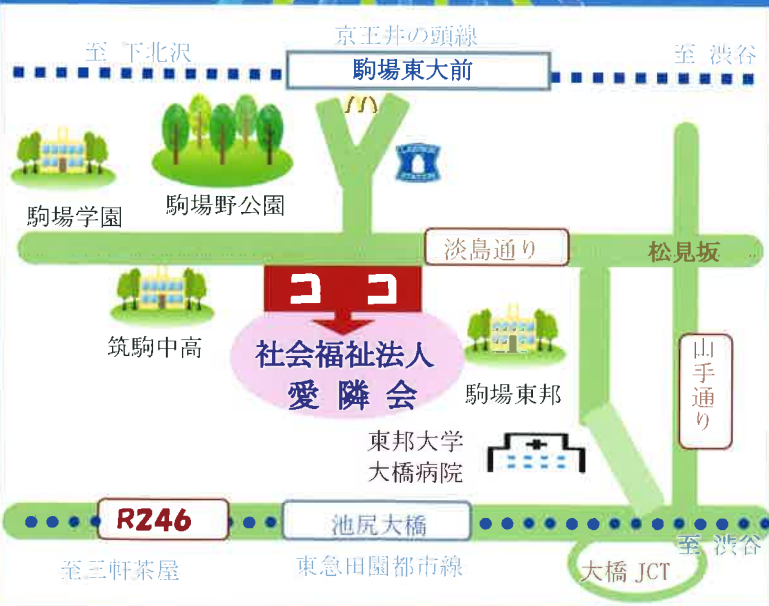 京王井の頭線
至 下北沢
至 渋谷
駒場東大前
LAWSON
STATION
駒場学園
駒場野公園
淡島通り
松見坂
ココ
筑駒中高
社会福祉法人
愛隣会
駒場東邦
山手通り
東邦大学
大橋病院
R246
池尻大橋
至 渋谷
至三軒茶屋
東急田園都市線
大橋 JCT